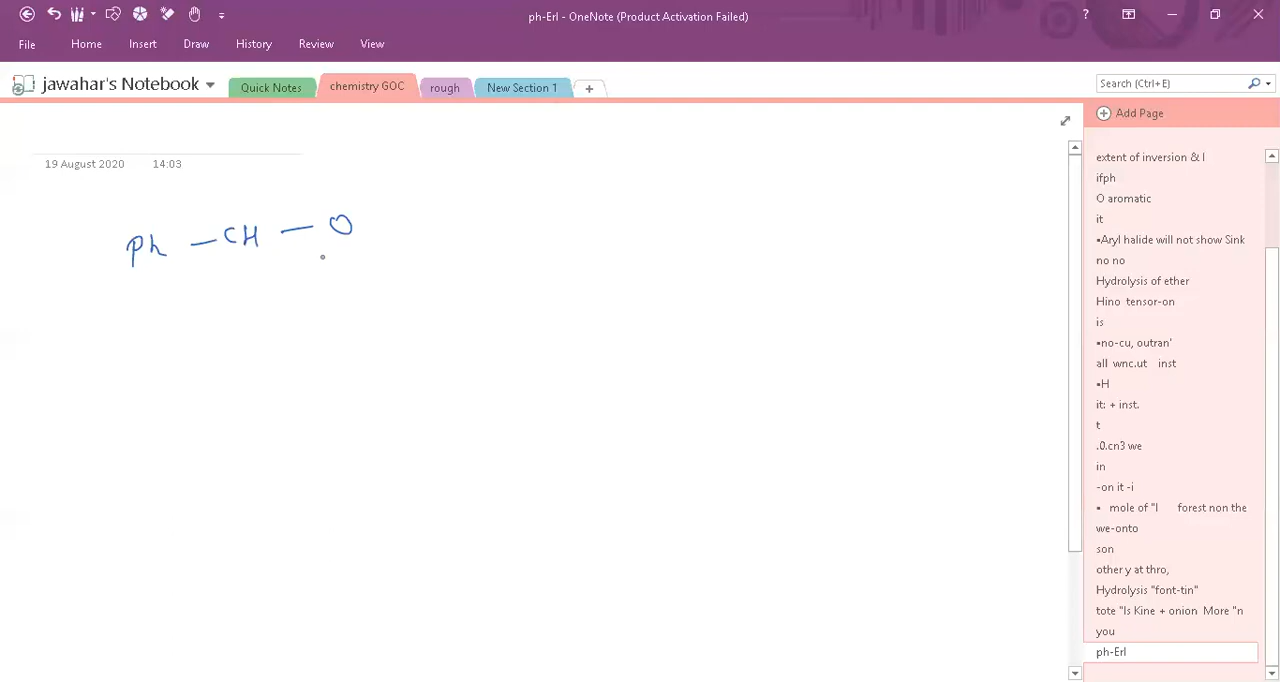 ph-Erl - OneNote (Product Activation Failed)
?
File Home Insert Draw History Review View
jawahar's Notebook Quick Notes chemistry GOC rough New Section 1 +
Search (Ctrl+E)
Add Page
19 August 2020 14:03
Ph - CH - O
extent of inversion & I
ifph
O aromatic
it
▪Aryl halide will not show Sink
no no
Hydrolysis of ether
Hino tensor-on
is
▪no-cu, outran'
all wnc.ut inst
▪H
it: + inst.
t
.0.cn3 we
in
-on it -i
▪ mole of "I forest non the
we-onto
son
other y at thro,
Hydrolysis "font-tin"
tote "Is Kine + onion More "n
you
ph-Erl